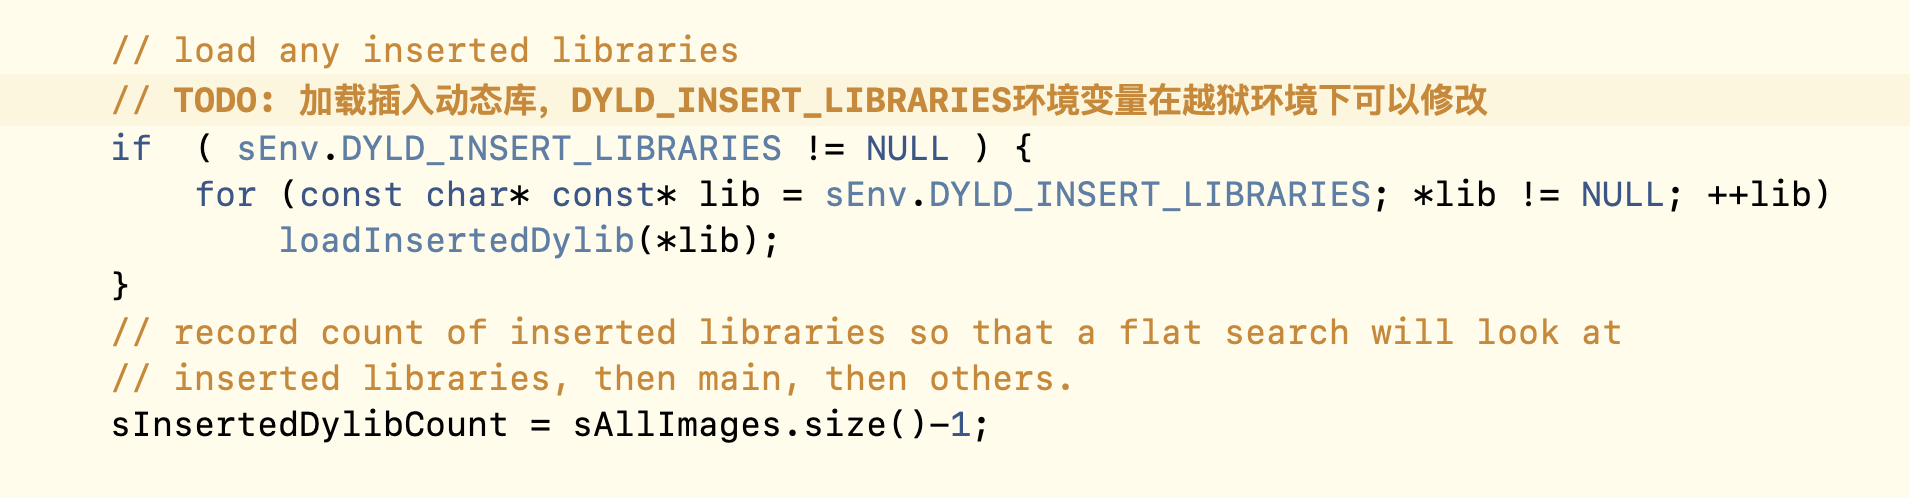 // load any inserted libraries
// TODO: 加载插入动态库，DYLD_INSERT_LIBRARIES环境变量在越狱环境下可以修改
if  ( sEnv.DYLD_INSERT_LIBRARIES != NULL ) {
    for (const char* const* lib = sEnv.DYLD_INSERT_LIBRARIES; *lib != NULL; ++lib)
        loadInsertedDylib(*lib);
}
// record count of inserted libraries so that a flat search will look at
// inserted libraries, then main, then others.
sInsertedDylibCount = sAllImages.size()-1;